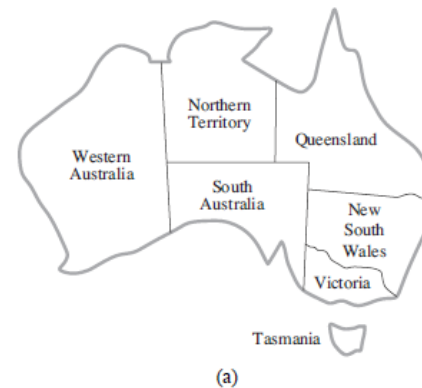 Northern
Territory
Queensland
Western
Australia
South
Australia
New
South
Wales
Victoria
Tasmania
(a)